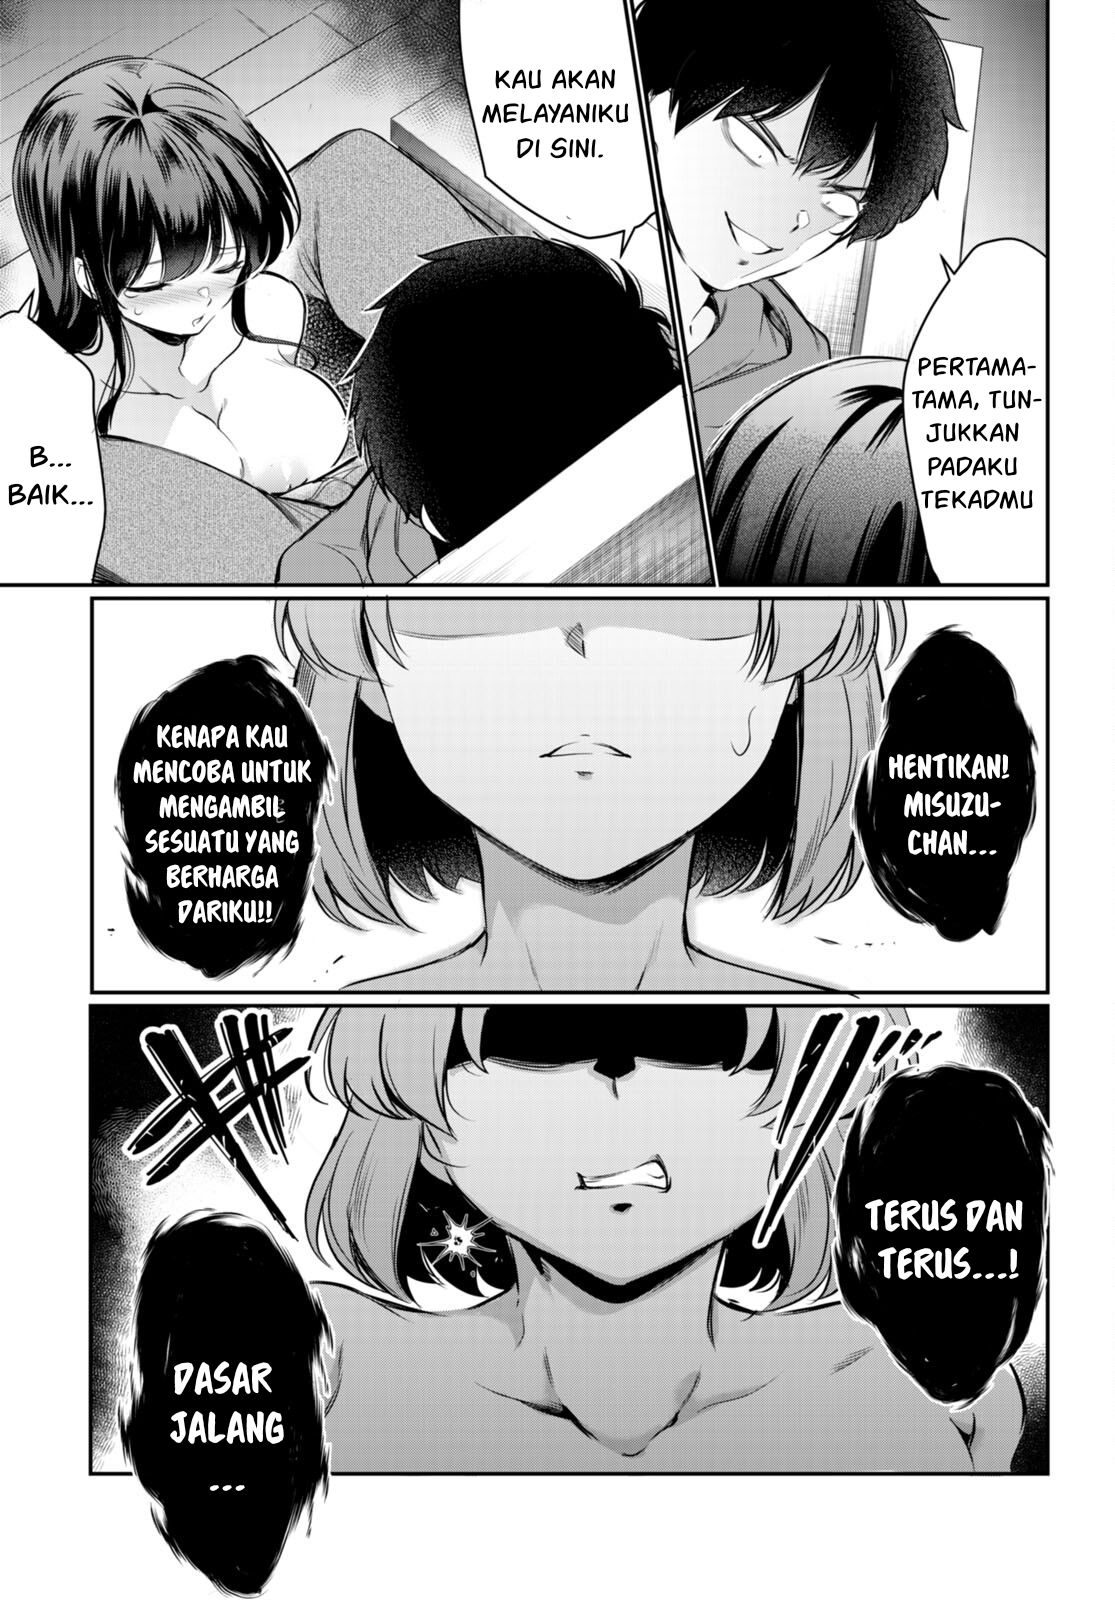 PERTAMA-
TAMA, TUN-
JUKKAN
PADAKU
TEKADMU
KAU AKAN
MELAYANIKU
DI SINI.
B...
BAIK...
HENTIKAN!
MISUZU-
CHAN...
KENAPA KAU
MENCOBA UNTUK
MENGAMBIL
SESUATU YANG
BERHARGA
DARIKU!!
TERUS DAN
TERUS...!
DASAR
JALANG
...